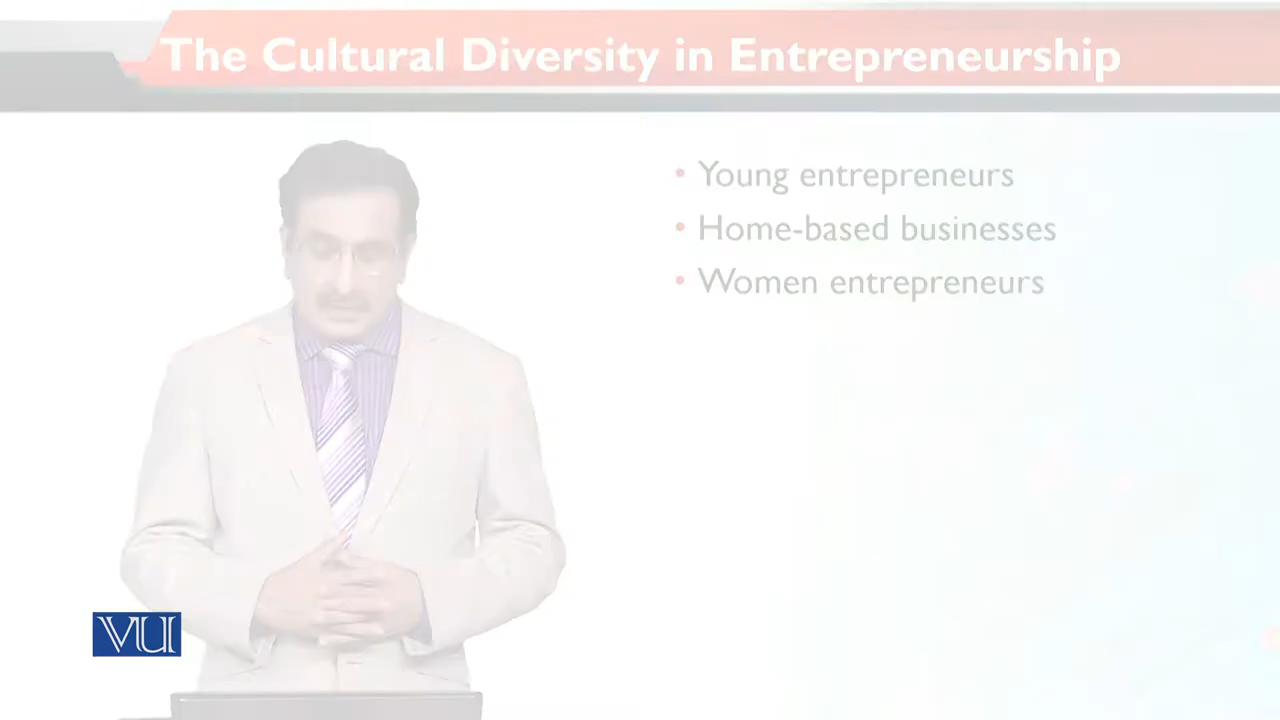 The Cultural Diversity in Entrepreneurship
• Young entrepreneurs
• Home-based businesses
• Women entrepreneurs
VU